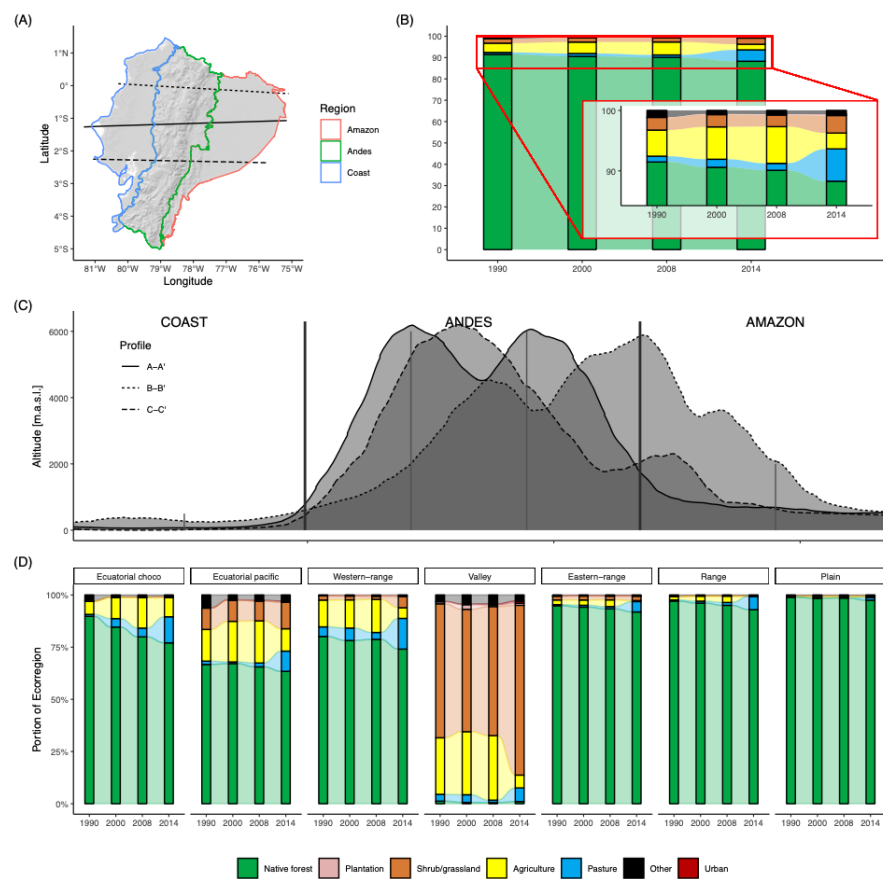 (A)
1°N
0°
1°S
2°S
3°S
4°S
5°S
Latitude
81°W 80°W 79°W 78°W 77°W 76°W 75°W
Longitude
Region
Amazon
Andes
Coast
(B)
100
90
80
70
60
50
40
30
20
10
0
1990 2000 2008 2014
100
90
1990 2000 2008 2014
(C)
COAST ANDES AMAZON
Altitude [m.a.s.l.]
6000
4000
2000
0
Profile
A–A'
B–B'
C–C'
(D)
Ecuatorial choco Ecuatorial pacific Western–range Valley Eastern–range Range Plain
Portion of Ecorregion
100%
75%
50%
25%
0%
1990 2000 2008 2014 1990 2000 2008 2014 1990 2000 2008 2014 1990 2000 2008 2014 1990 2000 2008 2014 1990 2000 2008 2014 1990 2000 2008 2014
Native forest Plantation Shrub/grassland Agriculture Pasture Other Urban